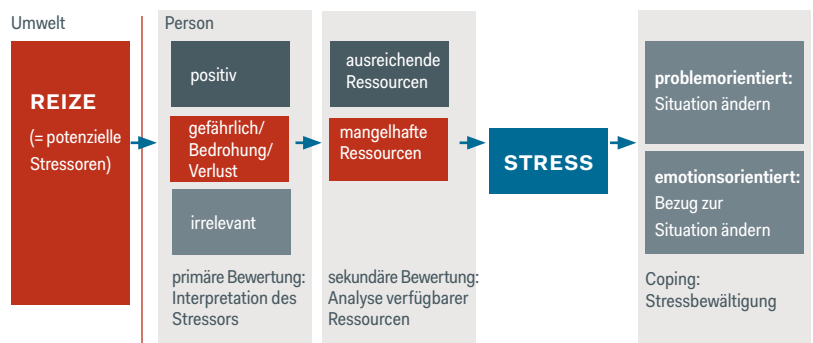 Umwelt
REIZE
(= potenzielle
Stressoren)
Person
positiv
gefährlich/
Bedrohung/
Verlust
irrelevant
primäre Bewertung:
Interpretation des
Stressors
ausreichende
Ressourcen
mangelhafte
Ressourcen
sekundäre Bewertung:
Analyse verfügbarer
Ressourcen
STRESS
problemorientiert:
Situation ändern
emotionsorientiert:
Bezug zur
Situation ändern
Coping:
Stressbewältigung